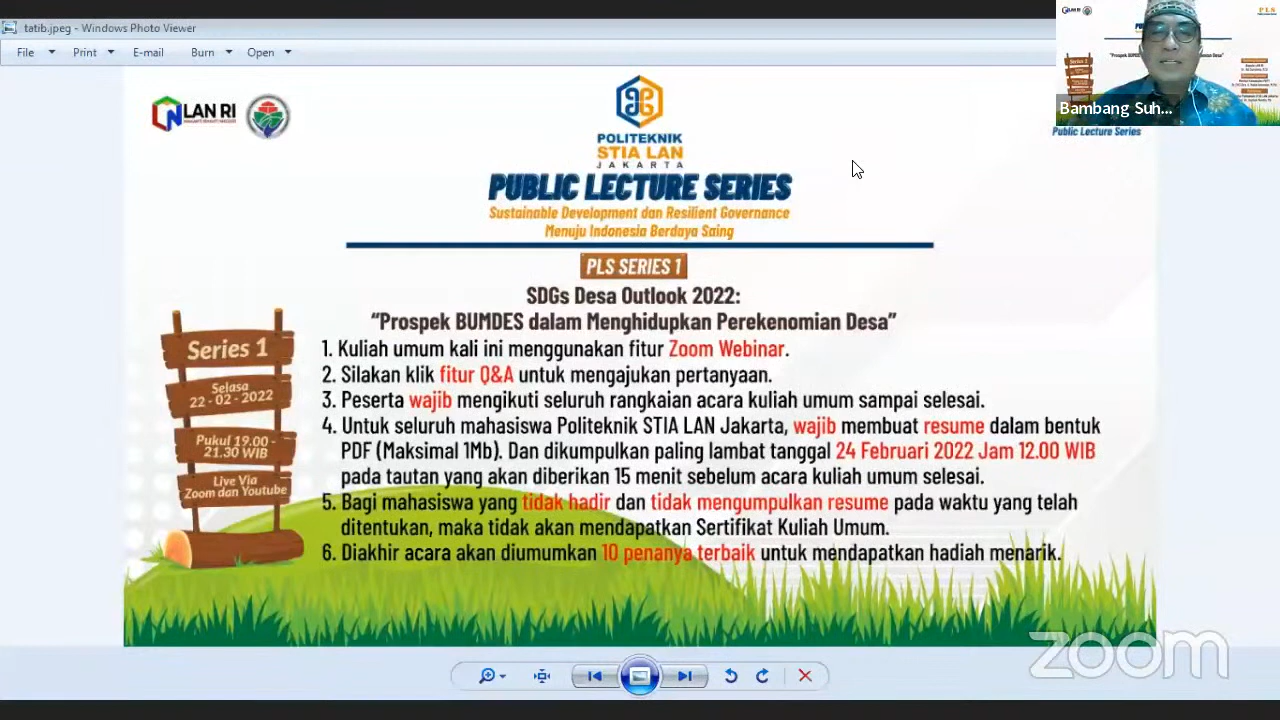 tatib.jpeg - Windows Photo Viewer
File Print E-mail Burn Open
LAN RI
POLITEKNIK
STIA LAN
JAKARTA
PUBLIC LECTURE SERIES
Sustainable Development dan Resilient Governance
Menuju Indonesia Berdaya Saing
PLS SERIES 1
SDGs Desa Outlook 2022:
“Prospek BUMDES dalam Menghidupkan Perekenomian Desa”
1. Kuliah umum kali ini menggunakan fitur Zoom Webinar.
2. Silakan klik fitur Q&A untuk mengajukan pertanyaan.
3. Peserta wajib mengikuti seluruh rangkaian acara kuliah umum sampai selesai.
4. Untuk seluruh mahasiswa Politeknik STIA LAN Jakarta, wajib membuat resume dalam bentuk
PDF (Maksimal 1Mb). Dan dikumpulkan paling lambat tanggal 24 Februari 2022 Jam 12.00 WIB
pada tautan yang akan diberikan 15 menit sebelum acara kuliah umum selesai.
5. Bagi mahasiswa yang tidak hadir dan tidak mengumpulkan resume pada waktu yang telah
ditentukan, maka tidak akan mendapatkan Sertifikat Kuliah Umum.
6. Diakhir acara akan diumumkan 10 penanya terbaik untuk mendapatkan hadiah menarik.
Series 1
Selasa
22 - 02 - 2022
Pukul 19.00 -
21.30 WIB
Live Via
Zoom dan Youtube
PLS
Series 1
Bambang Suh...
Public Lecture Series
zoom